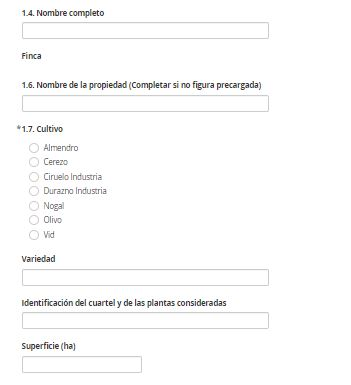 1.4. Nombre completo
Finca
1.6. Nombre de la propiedad (Completar si no figura precargada)
*1.7. Cultivo
Almendro
Cerezo
Ciruelo Industria
Durazno Industria
Nogal
Olivo
Vid
Variedad
Identificación del cuartel y de las plantas consideradas
Superficie (ha)